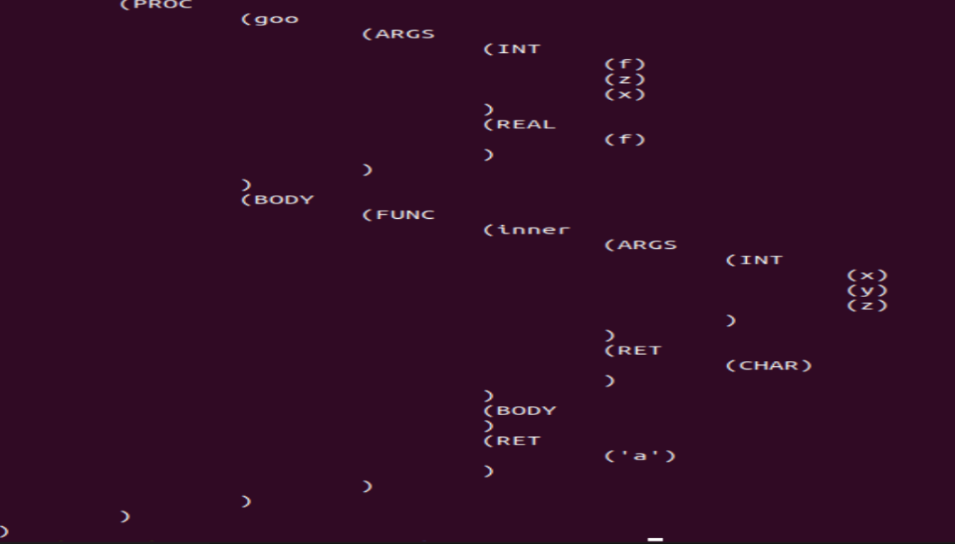 (PROC
(goo
(ARGS
(INT
(f)
(z)
(x)
)
(REAL
(f)
)
)
)
(BODY
(FUNC
(inner
(ARGS
(INT
(x)
(y)
(z)
)
)
(RET
(CHAR)
)
)
(BODY
)
(RET
('a')
)
)
)
)
)